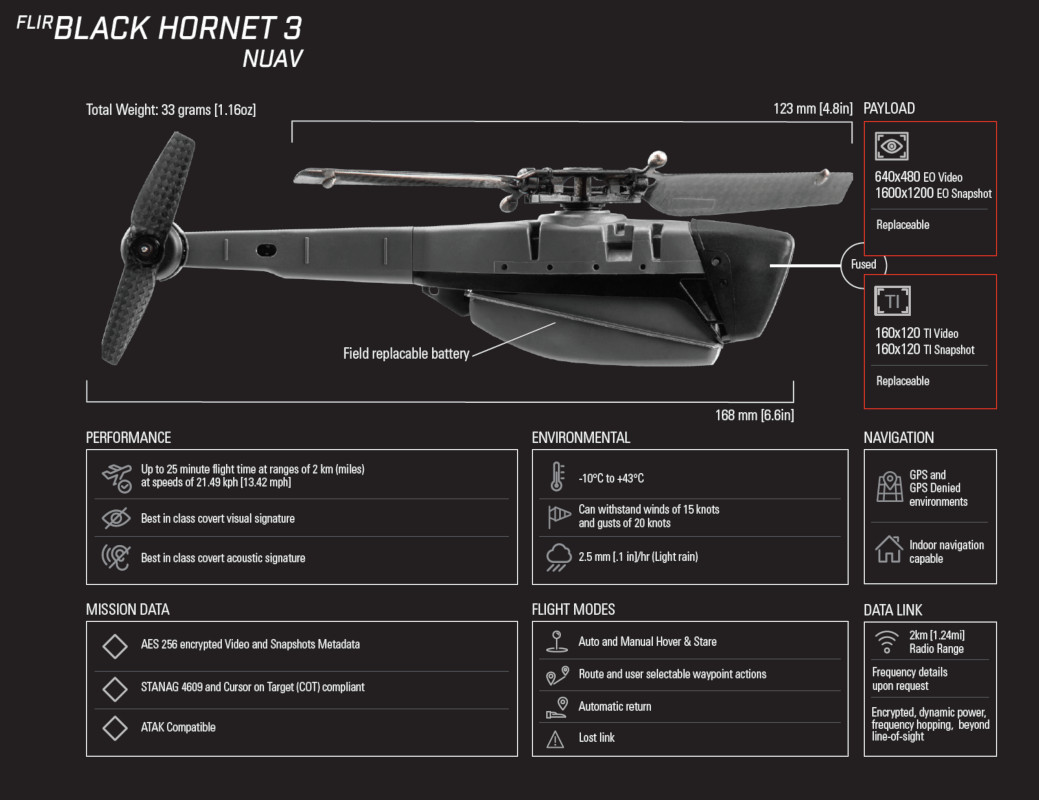 FLIR BLACK HORNET 3
NUAV
Total Weight: 33 grams [1.16oz]
123 mm [4.8in]
PAYLOAD
640x480 EO Video
1600x1200 EO Snapshot
Replaceable
Fused
TI
160x120 TI Video
160x120 TI Snapshot
Replaceable
Field replacable battery
168 mm [6.6in]
PERFORMANCE
Up to 25 minute flight time at ranges of 2 km (miles)
at speeds of 21.49 kph [13.42 mph]
Best in class covert visual signature
Best in class covert acoustic signature
ENVIRONMENTAL
-10°C to +43°C
Can withstand winds of 15 knots
and gusts of 20 knots
2.5 mm [.1 in]/hr (Light rain)
NAVIGATION
GPS and
GPS Denied
environments
Indoor navigation
capable
MISSION DATA
AES 256 encrypted Video and Snapshots Metadata
STANAG 4609 and Cursor on Target (COT) compliant
ATAK Compatible
FLIGHT MODES
Auto and Manual Hover & Stare
Route and user selectable waypoint actions
Automatic return
Lost link
DATA LINK
2km [1.24mi]
Radio Range
Frequency details
upon request
Encrypted, dynamic power,
frequency hopping, beyond
line-of-sight